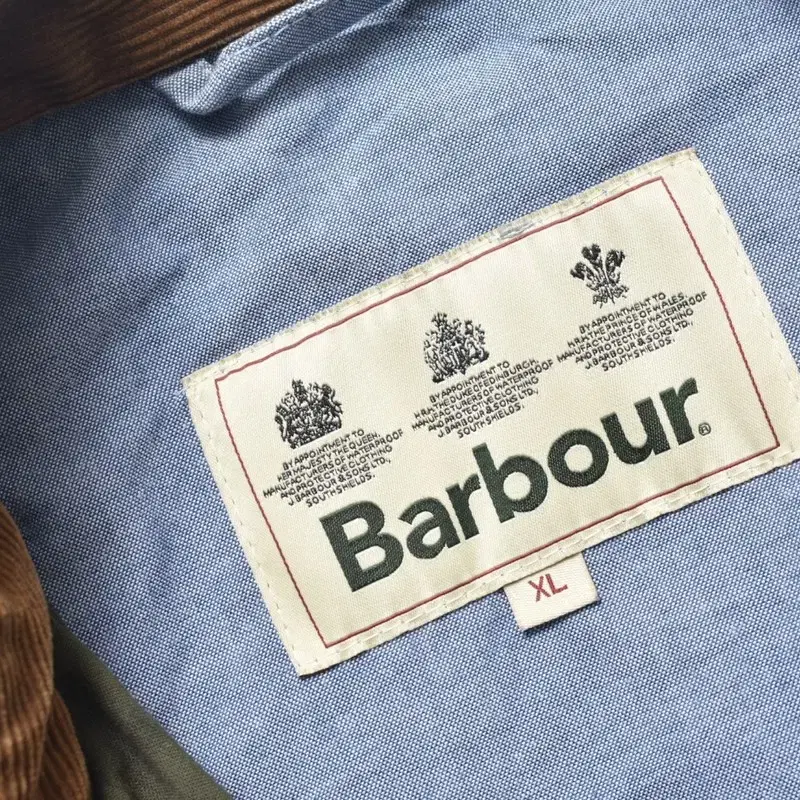 BY APPOINTMENT TO
HER MAJESTY THE QUEEN,
MANUFACTURERS OF WATERPROOF
AND PROTECTIVE CLOTHING
J. BARBOUR & SONS LTD.,
SOUTH SHIELDS.
BY APPOINTMENT TO
H.R.H. THE DUKE OF EDINBURGH,
MANUFACTURERS OF WATERPROOF
AND PROTECTIVE CLOTHING
J. BARBOUR & SONS LTD.,
SOUTH SHIELDS.
BY APPOINTMENT TO
H.R.H. THE PRINCE OF WALES,
MANUFACTURERS OF WATERPROOF
AND PROTECTIVE CLOTHING
J. BARBOUR & SONS LTD.,
SOUTH SHIELDS.
Barbour®
XL